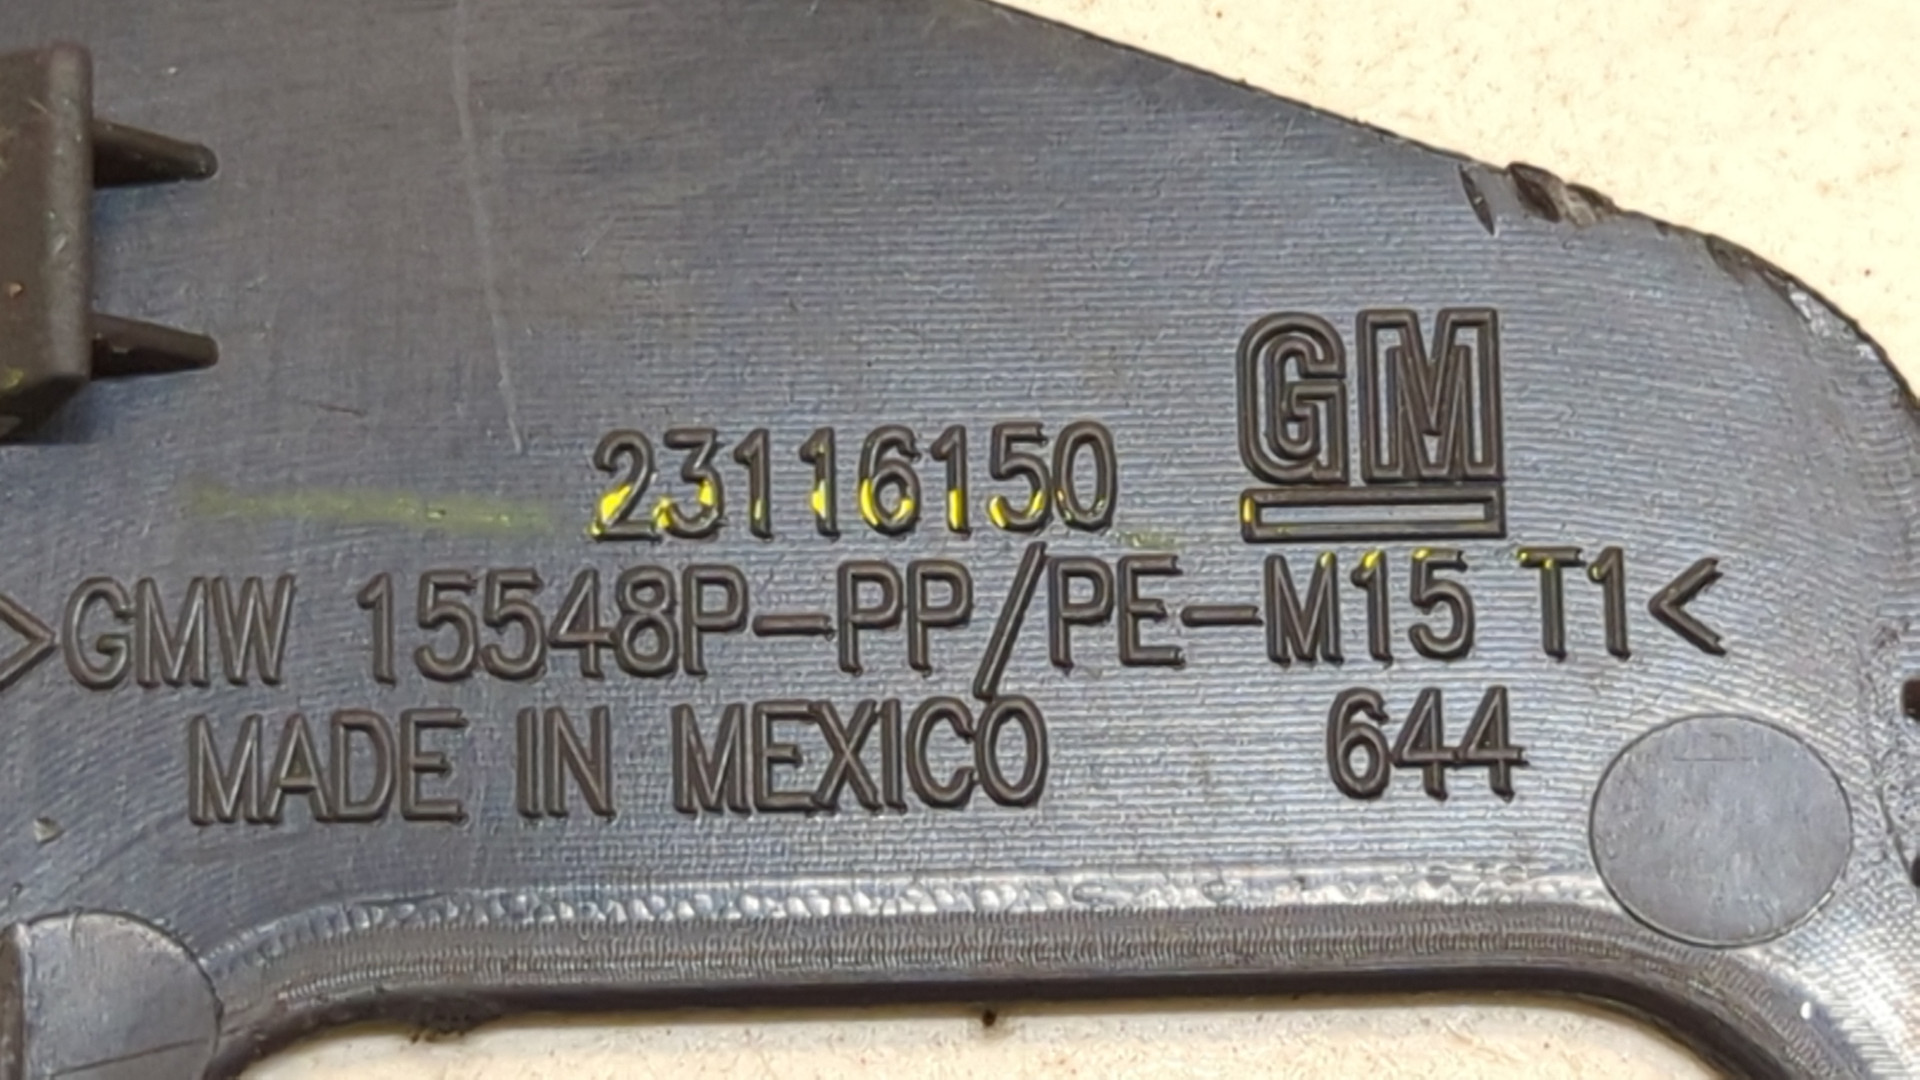 GM
23116150
>GMW 15548P-PP/PE-M15 T1<
MADE IN MEXICO 644